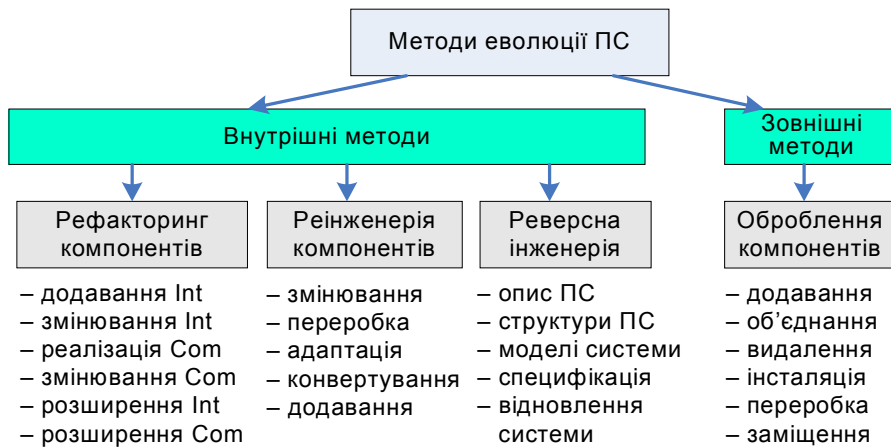 Методи еволюції ПС
Внутрішні методи
Зовнішні
методи
Рефакторинг
компонентів
– додавання Int
– змінювання Int
– реалізація Com
– змінювання Com
– розширення Int
– розширення Com
Реінженерія
компонентів
– змінювання
– переробка
– адаптація
– конвертування
– додавання
Реверсна
інженерія
– опис ПС
– структури ПС
– моделі системи
– специфікація
– відновлення
системи
Оброблення
компонентів
– додавання
– об’єднання
– видалення
– інсталяція
– переробка
– заміщення